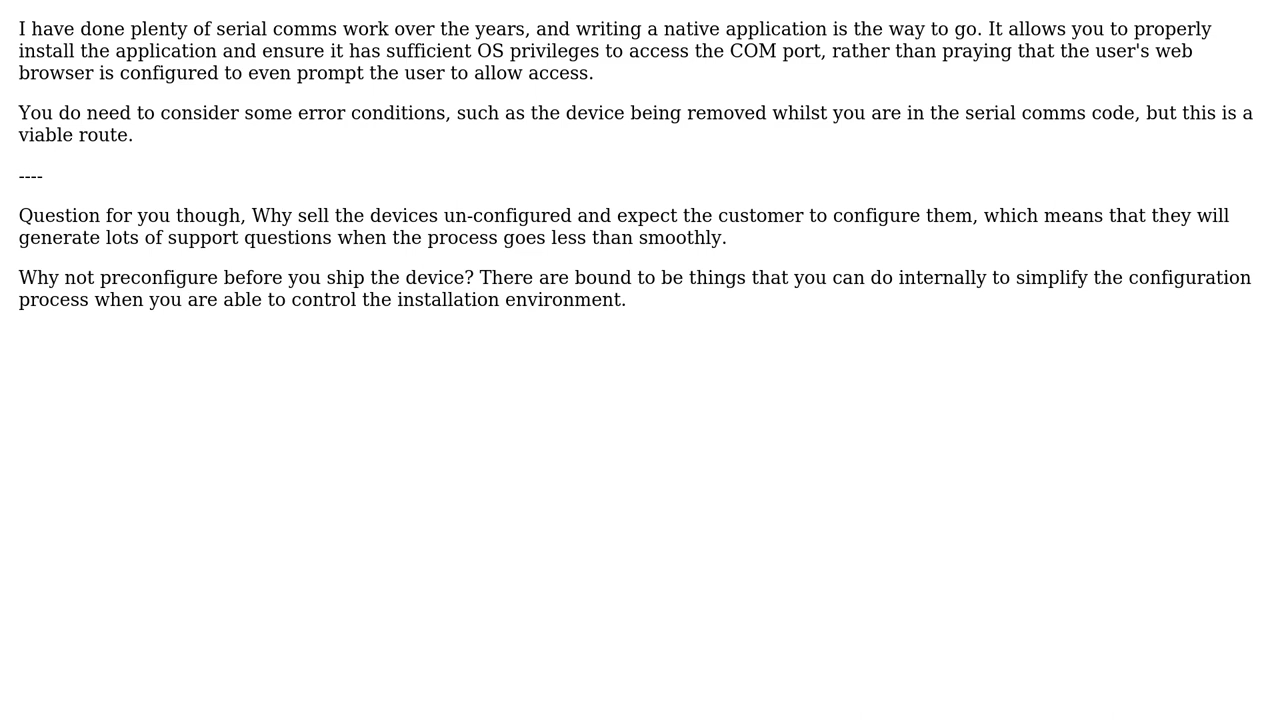 I have done plenty of serial comms work over the years, and writing a native application is the way to go. It allows you to properly
install the application and ensure it has sufficient OS privileges to access the COM port, rather than praying that the user's web
browser is configured to even prompt the user to allow access.
You do need to consider some error conditions, such as the device being removed whilst you are in the serial comms code, but this is a
viable route.
----
Question for you though, Why sell the devices un-configured and expect the customer to configure them, which means that they will
generate lots of support questions when the process goes less than smoothly.
Why not preconfigure before you ship the device? There are bound to be things that you can do internally to simplify the configuration
process when you are able to control the installation environment.